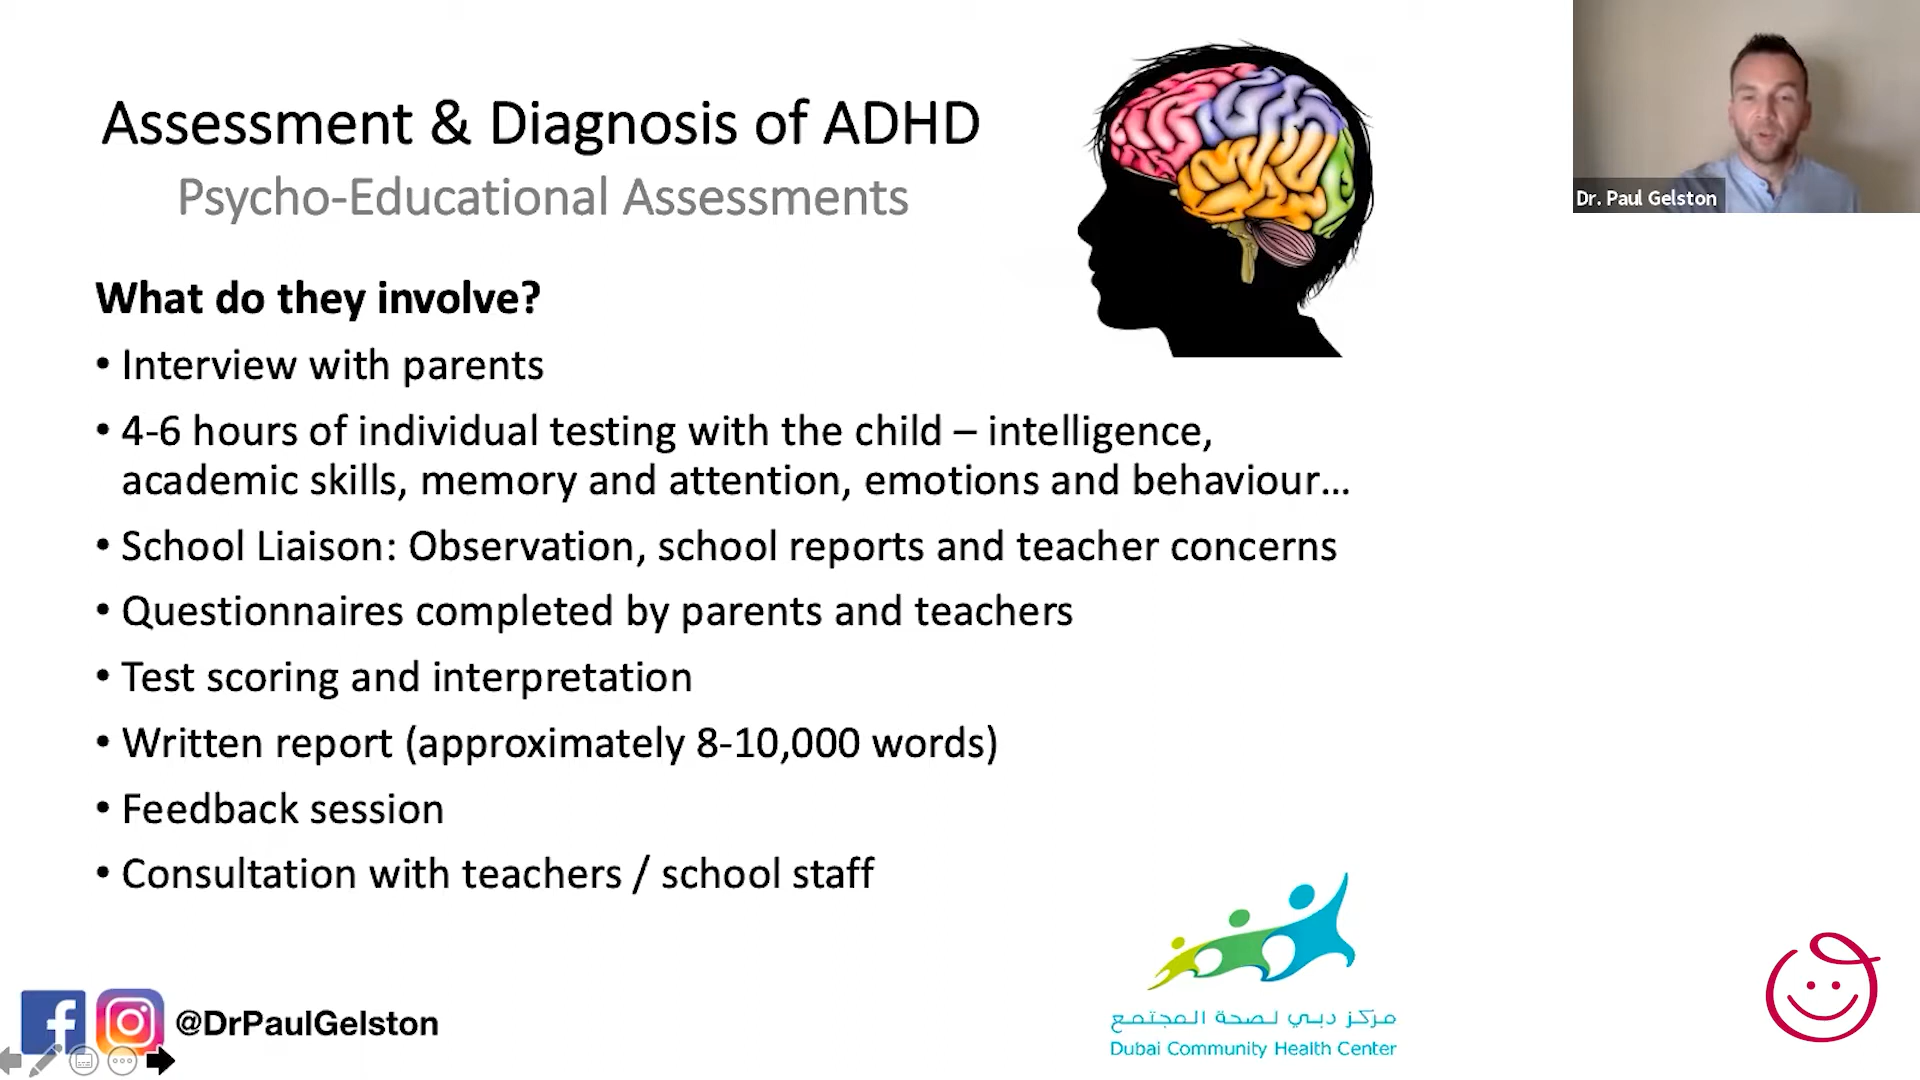 Assessment & Diagnosis of ADHD
Psycho-Educational Assessments
Dr. Paul Gelston
What do they involve?
• Interview with parents
• 4-6 hours of individual testing with the child – intelligence,
academic skills, memory and attention, emotions and behaviour...
• School Liaison: Observation, school reports and teacher concerns
• Questionnaires completed by parents and teachers
• Test scoring and interpretation
• Written report (approximately 8-10,000 words)
• Feedback session
• Consultation with teachers / school staff
@DrPaulGelston
مركز دبي لصحة المجتمع
Dubai Community Health Center